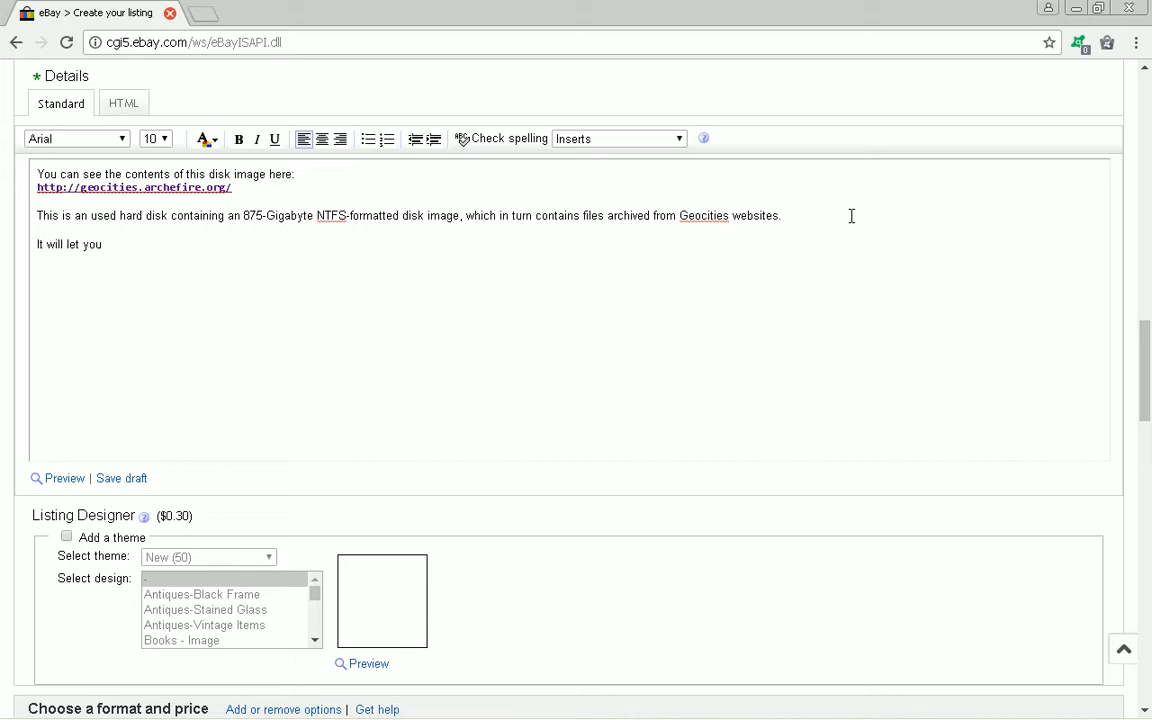 eBay > Create your listing
cgi5.ebay.com/ws/eBayISAPI.dll
0
* Details
Standard
HTML
Arial
10
A
B
I
U
ABC Check spelling
Inserts
?
You can see the contents of this disk image here:
http://geocities.archefire.org/
This is an used hard disk containing an 875-Gigabyte NTFS-formatted disk image, which in turn contains files archived from Geocities websites.
It will let you
Preview | Save draft
Listing Designer ? ($0.30)
Add a theme
Select theme: New (50)
Select design: -
Antiques-Black Frame
Antiques-Stained Glass
Antiques-Vintage Items
Books - Image
Preview
Choose a format and price Add or remove options | Get help